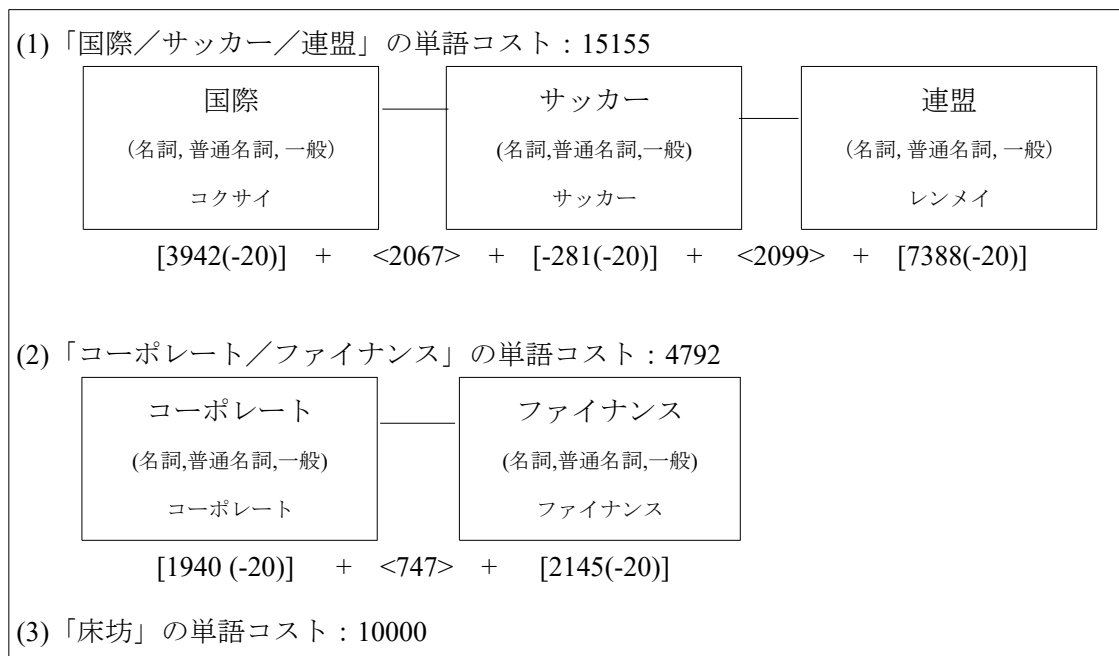 (1)「国際／サッカー／連盟」の単語コスト：15155
国際 サッカー 連盟
(名詞, 普通名詞, 一般) (名詞,普通名詞,一般) (名詞, 普通名詞, 一般)
コクサイ サッカー レンメイ
[3942(-20)] + <2067> + [-281(-20)] + <2099> + [7388(-20)]
(2)「コーポレート／ファイナンス」の単語コスト：4792
コーポレート ファイナンス
(名詞,普通名詞,一般) (名詞,普通名詞,一般)
コーポレート ファイナンス
[1940 (-20)] + <747> + [2145(-20)]
(3)「床坊」の単語コスト：10000